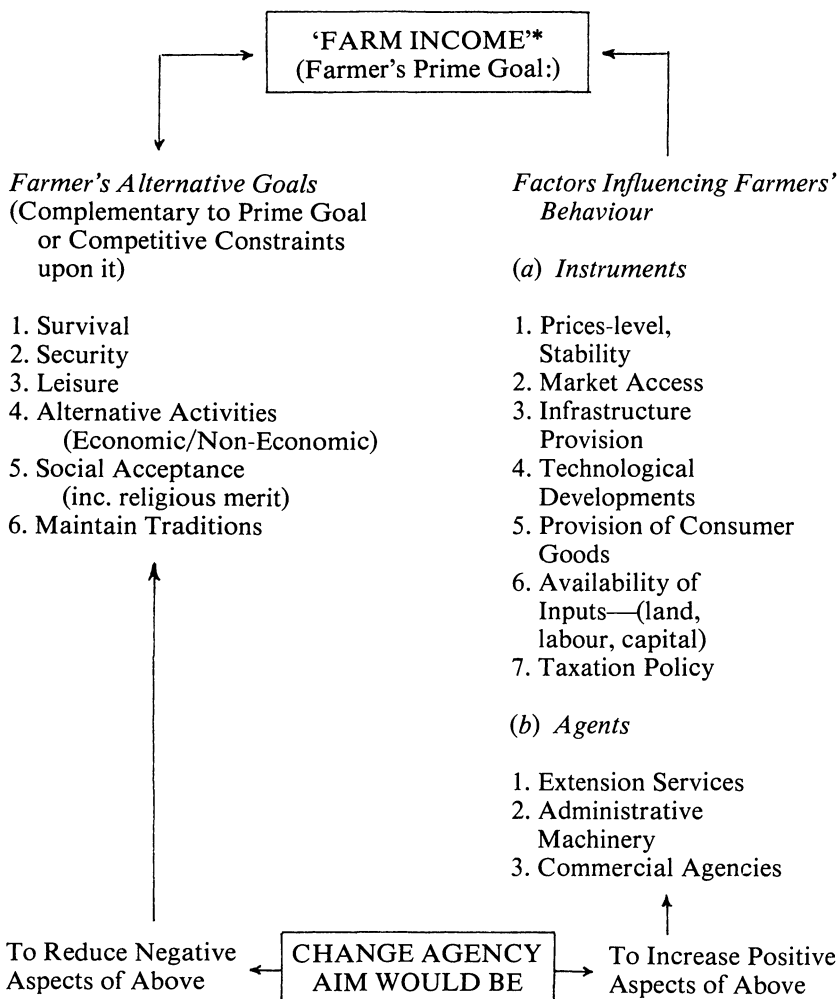 ‘FARM INCOME’*
(Farmer's Prime Goal:)
Farmer's Alternative Goals
(Complementary to Prime Goal
or Competitive Constraints
upon it)
1. Survival
2. Security
3. Leisure
4. Alternative Activities
(Economic/Non-Economic)
5. Social Acceptance
(inc. religious merit)
6. Maintain Traditions
Factors Influencing Farmers'
Behaviour
(a) Instruments
1. Prices-level,
Stability
2. Market Access
3. Infrastructure
Provision
4. Technological
Developments
5. Provision of Consumer
Goods
6. Availability of
Inputs—(land,
labour, capital)
7. Taxation Policy
(b) Agents
1. Extension Services
2. Administrative
Machinery
3. Commercial Agencies
To Reduce Negative
Aspects of Above
CHANGE AGENCY
AIM WOULD BE
To Increase Positive
Aspects of Above